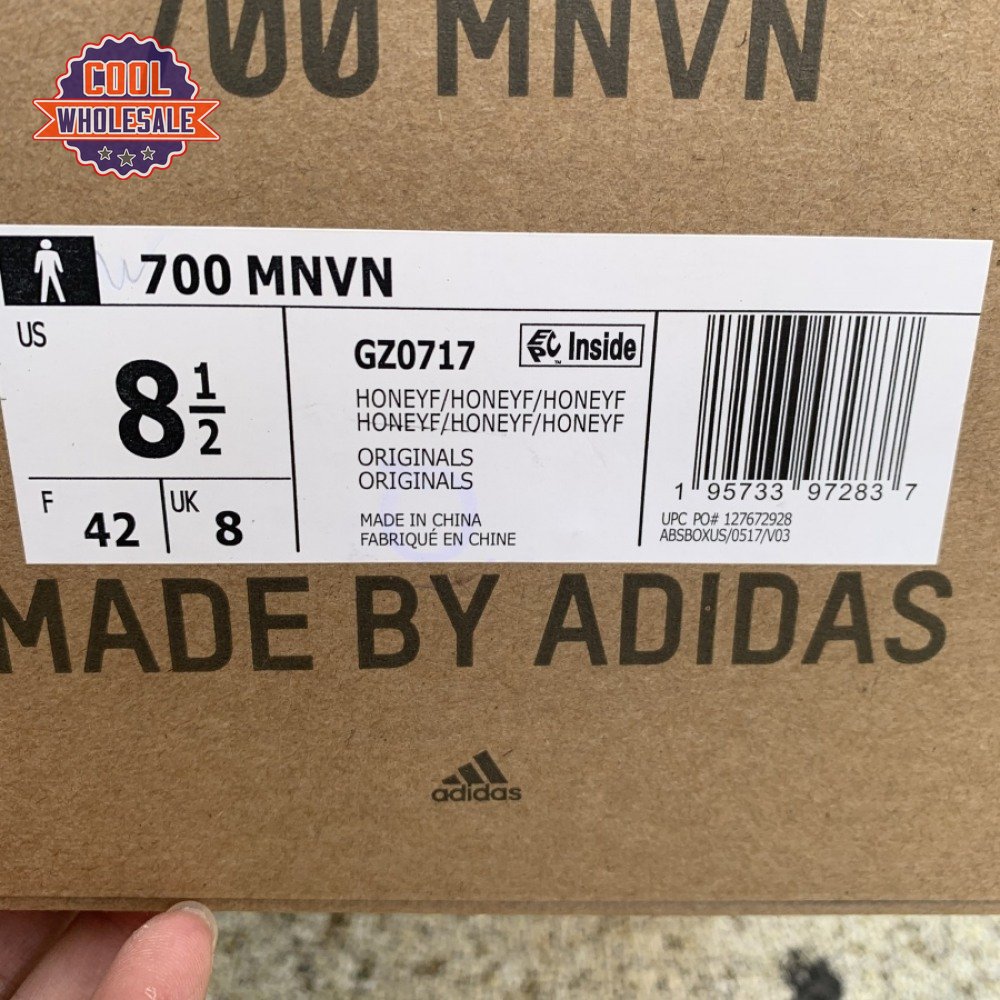 700 MNVN
COOL
WHOLESALE
700 MNVN
US
8 1/2
F
42
UK
8
GZ0717
EPC Inside
TM
HONEYF/HONEYF/HONEYF
HONEYF/HONEYF/HONEYF
ORIGINALS
ORIGINALS
MADE IN CHINA
FABRIQUÉ EN CHINE
1 95733 97283 7
UPC PO# 127672928
ABSBOXUS/0517/V03
MADE BY ADIDAS
adidas